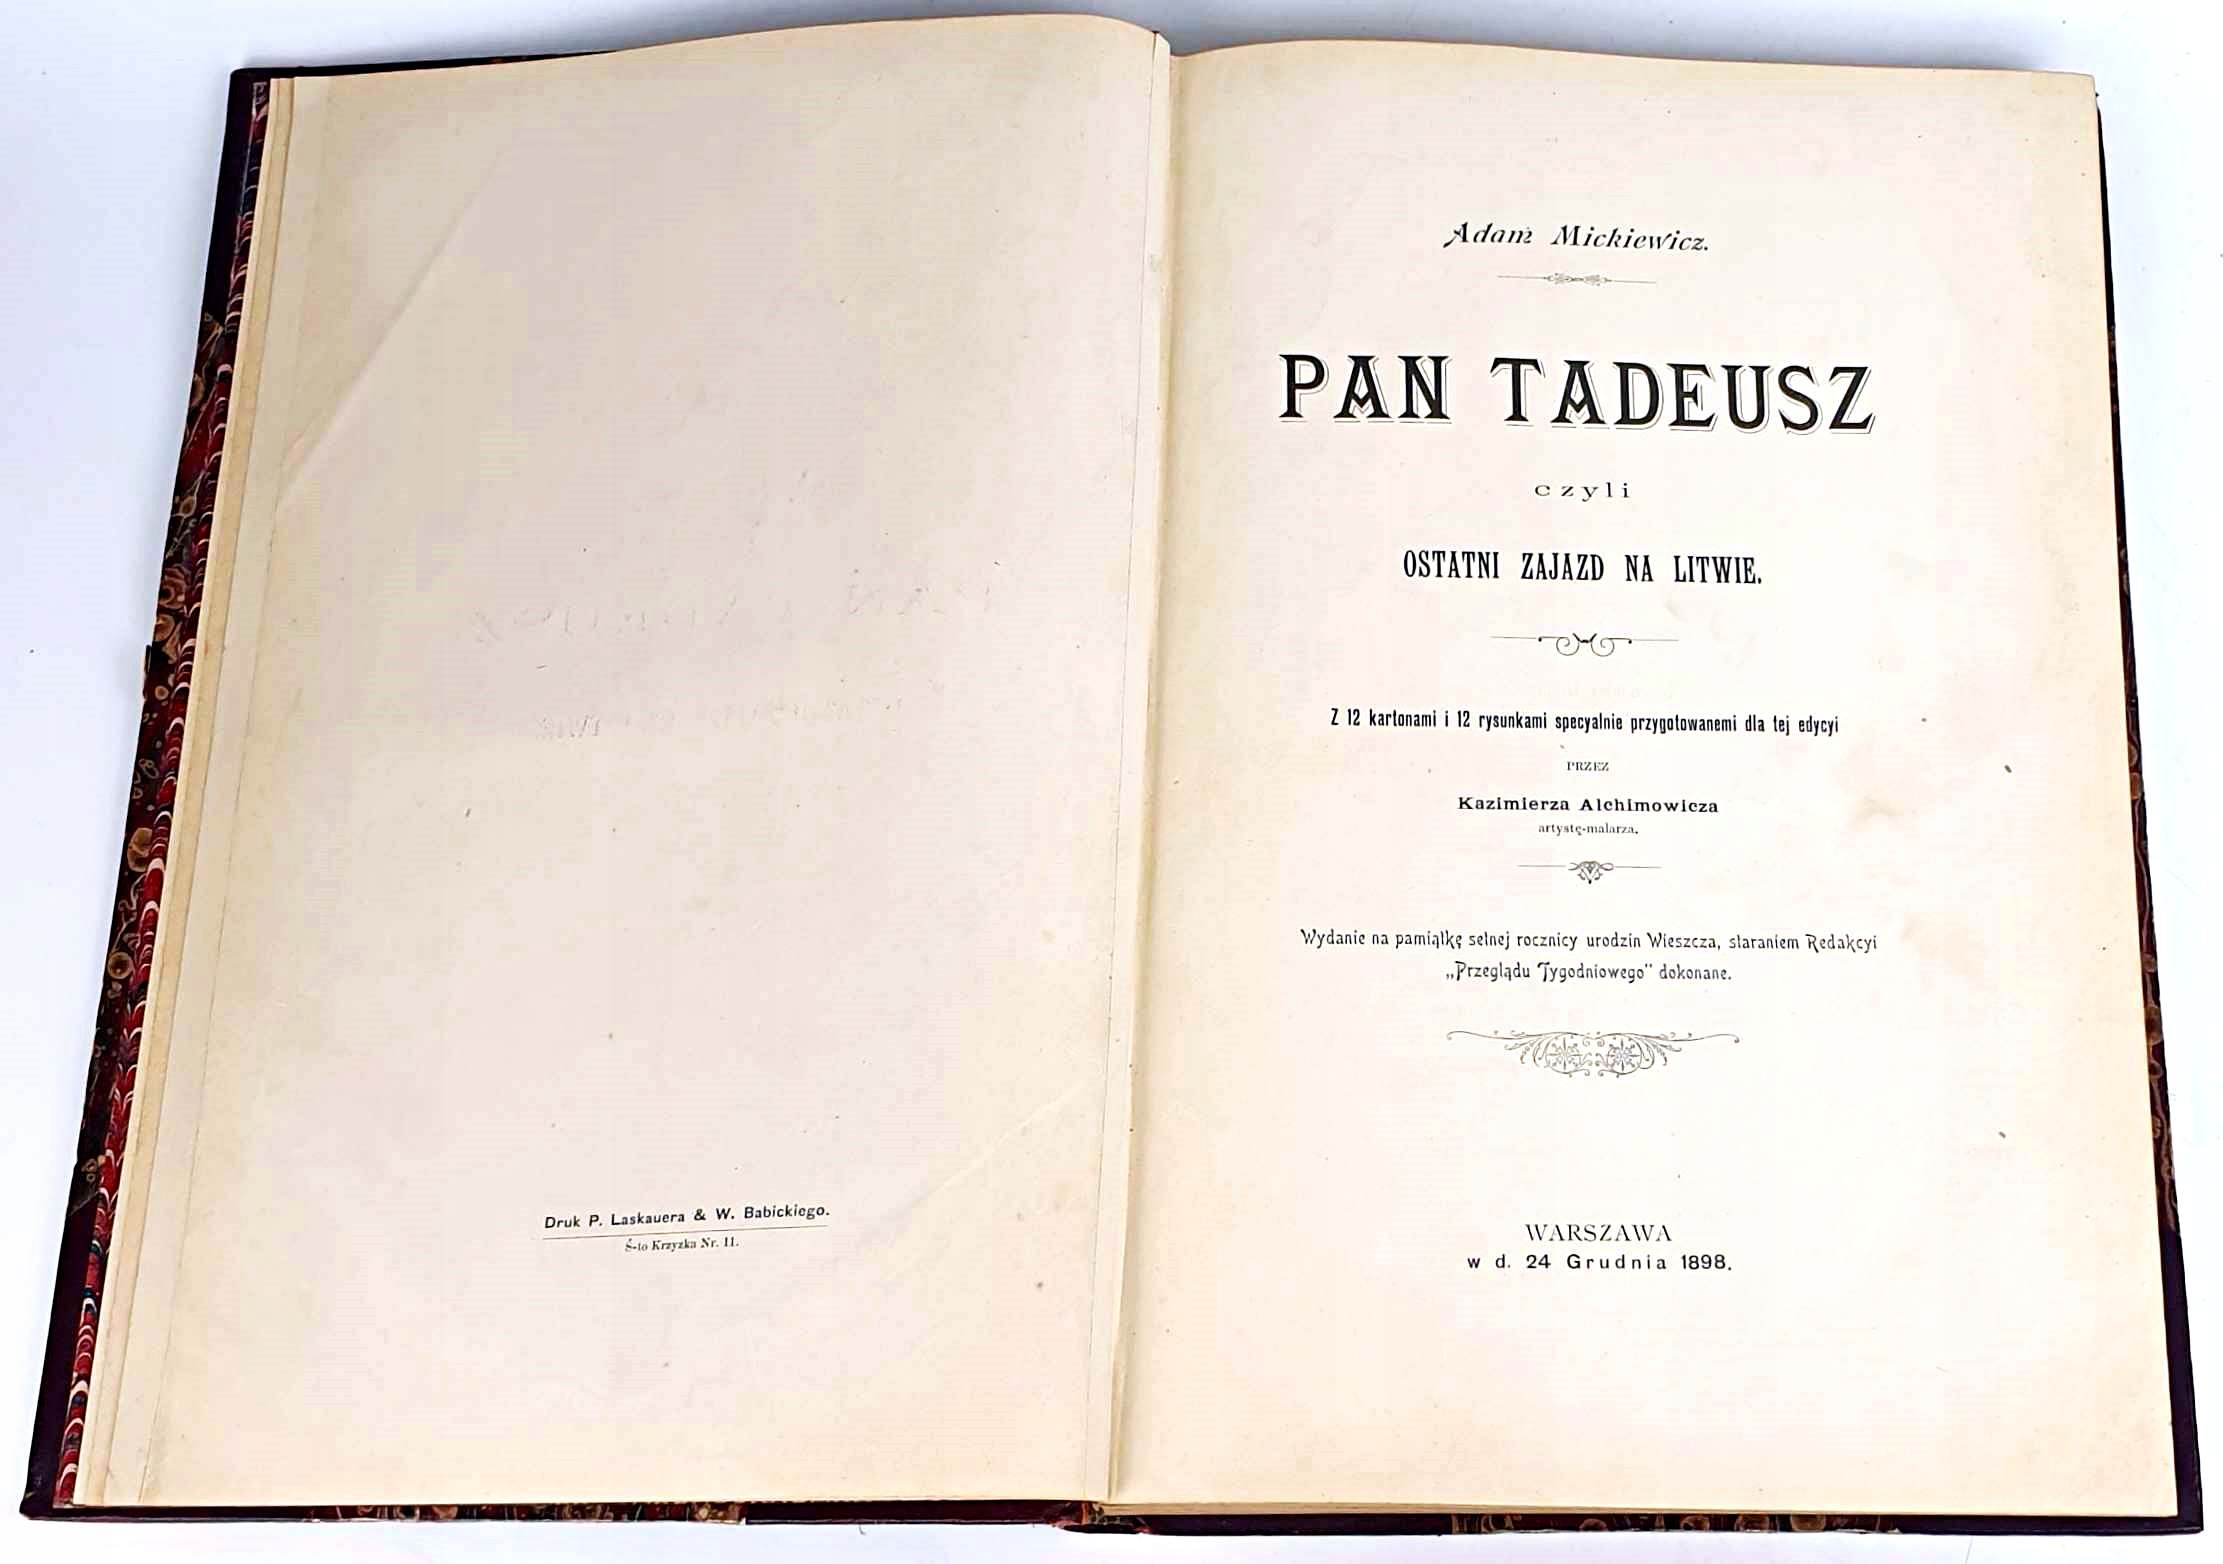 Druk P. Laskauera & W. Babickiego.
Ś-to Krzyzka Nr. 11.
Adam Mickiewicz.
PAN TADEUSZ
czyli
OSTATNI ZAJAZD NA LITWIE.
Z 12 kartonami i 12 rysunkami specyalnie przygotowanemi dla tej edycyi
PRZEZ
Kazimierza Alchimowicza
artystę-malarza.
Wydanie na pamiątkę setnej rocznicy urodzin Wieszcza, staraniem Redakcyi
„Przeglądu Tygodniowego" dokonane.
WARSZAWA
w d. 24 Grudnia 1898.